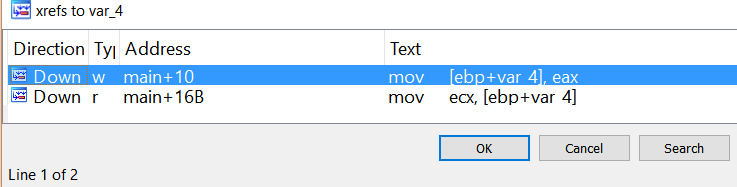 xrefs to var_4
Direction Ty Address Text
Down w main+10 mov [ebp+var_4], eax
Down r main+16B mov ecx, [ebp+var_4]
OK Cancel Search
Line 1 of 2